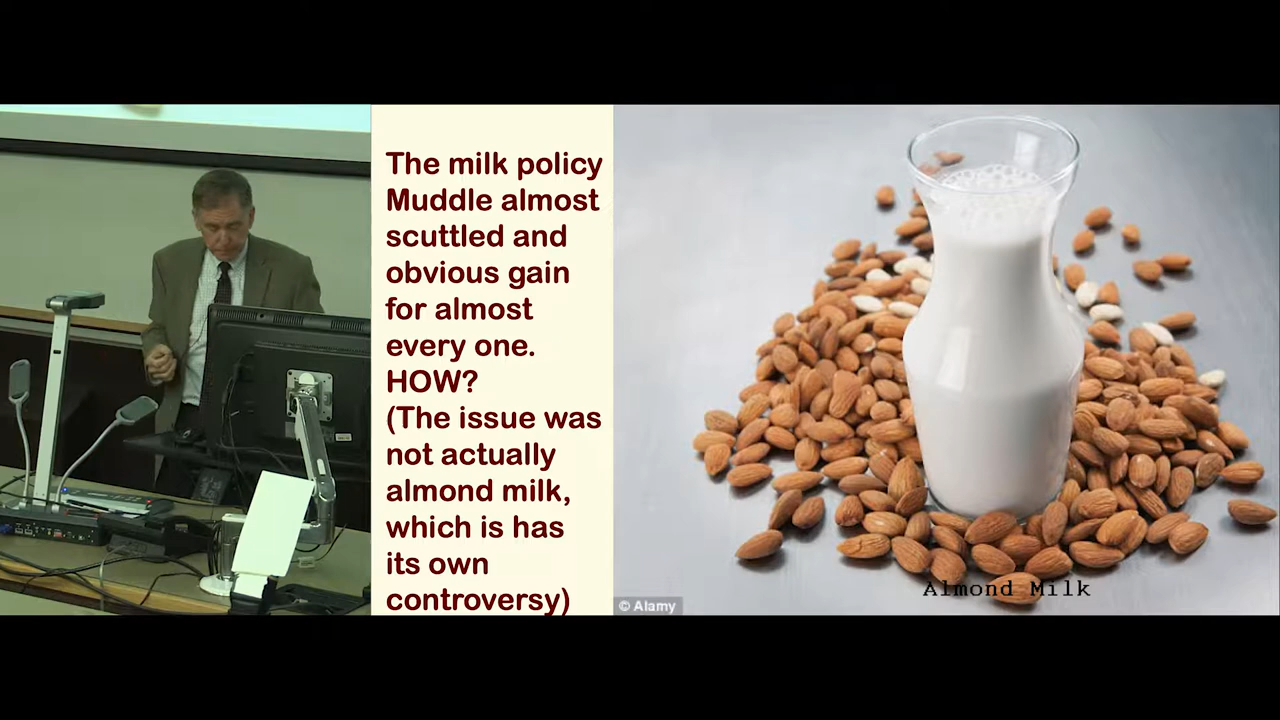 The milk policy
Muddle almost
scuttled and
obvious gain
for almost
every one.
HOW?
(The issue was
not actually
almond milk,
which is has
its own
controversy)
Almond Milk
© Alamy